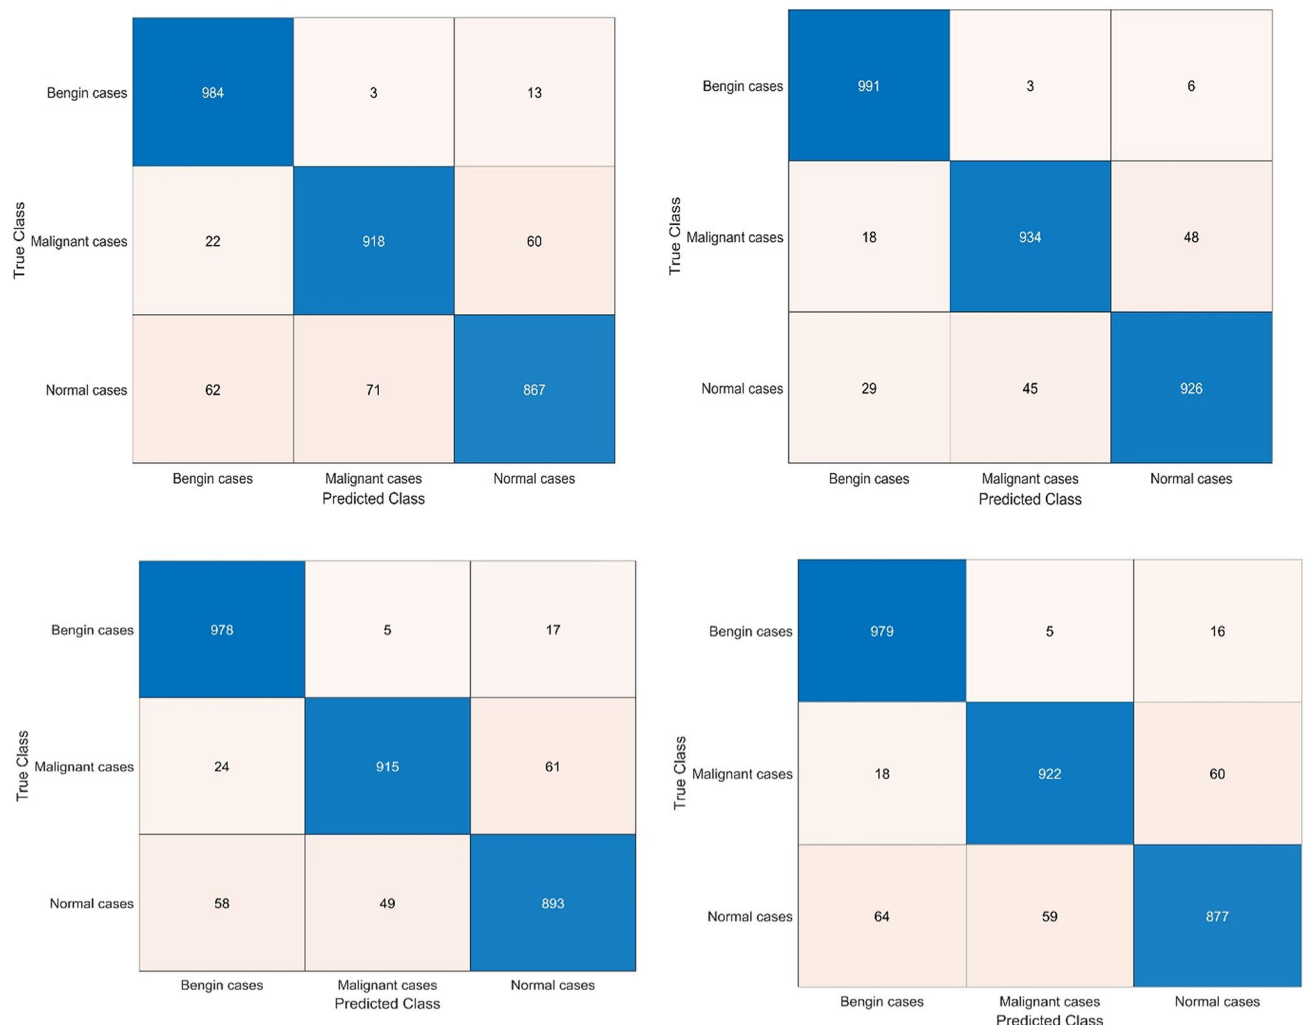 Bengin cases 984 3 13
True Class
Malignant cases 22 918 60
Normal cases 62 71 867
Bengin cases Malignant cases Normal cases
Predicted Class
Bengin cases 991 3 6
True Class
Malignant cases 18 934 48
Normal cases 29 45 926
Bengin cases Malignant cases Normal cases
Predicted Class
Bengin cases 978 5 17
True Class
Malignant cases 24 915 61
Normal cases 58 49 893
Bengin cases Malignant cases Normal cases
Predicted Class
Bengin cases 979 5 16
True Class
Malignant cases 18 922 60
Normal cases 64 59 877
Bengin cases Malignant cases Normal cases
Predicted Class